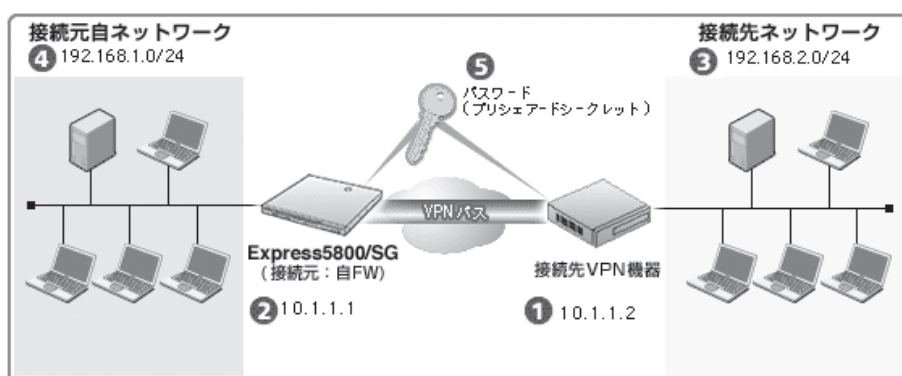 接続元自ネットワーク
④ 192.168.1.0/24
接続先ネットワーク
③ 192.168.2.0/24
⑤
パスワード
(プリシェアードシークレット)
VPNパス
Express5800/SG
(接続元:自FW)
② 10.1.1.1
接続先VPN機器
① 10.1.1.2